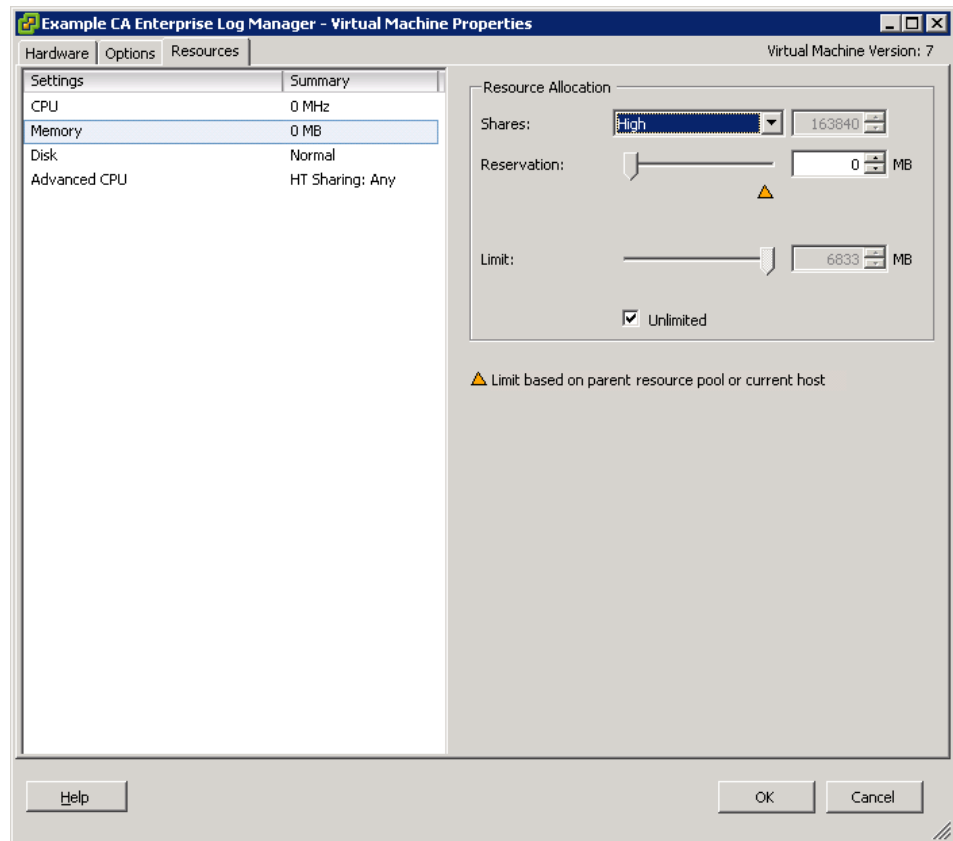 Example CA Enterprise Log Manager - Virtual Machine Properties
Hardware Options Resources Virtual Machine Version: 7
Settings Summary
CPU 0 MHz
Memory 0 MB
Disk Normal
Advanced CPU HT Sharing: Any
Resource Allocation
Shares: High 163840
Reservation: 0 MB
Limit: 6833 MB
Unlimited
Limit based on parent resource pool or current host
Help OK Cancel